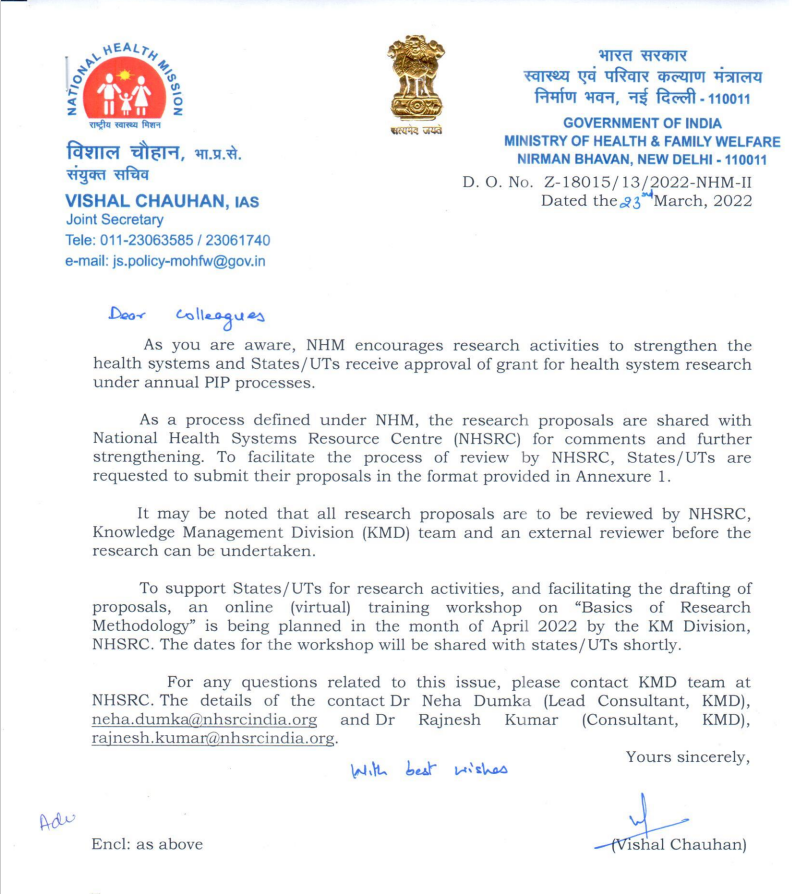 NATIONAL HEALTH MISSION
राष्ट्रीय स्वास्थ्य मिशन
विशाल चौहान, भा.प्र.से.
संयुक्त सचिव
VISHAL CHAUHAN, IAS
Joint Secretary
Tele: 011-23063585 / 23061740
e-mail: js.policy-mohfw@gov.in
सत्यमेव जयते
भारत सरकार
स्वास्थ्य एवं परिवार कल्याण मंत्रालय
निर्माण भवन, नई दिल्ली - 110011
GOVERNMENT OF INDIA
MINISTRY OF HEALTH & FAMILY WELFARE
NIRMAN BHAVAN, NEW DELHI - 110011
D. O. No. Z-18015/13/2022-NHM-II
Dated the 23rd March, 2022
Dear Colleagues
As you are aware, NHM encourages research activities to strengthen the
health systems and States/UTs receive approval of grant for health system research
under annual PIP processes.
As a process defined under NHM, the research proposals are shared with
National Health Systems Resource Centre (NHSRC) for comments and further
strengthening. To facilitate the process of review by NHSRC, States/UTs are
requested to submit their proposals in the format provided in Annexure 1.
It may be noted that all research proposals are to be reviewed by NHSRC,
Knowledge Management Division (KMD) team and an external reviewer before the
research can be undertaken.
To support States/UTs for research activities, and facilitating the drafting of
proposals, an online (virtual) training workshop on “Basics of Research
Methodology” is being planned in the month of April 2022 by the KM Division,
NHSRC. The dates for the workshop will be shared with states/UTs shortly.
For any questions related to this issue, please contact KMD team at
NHSRC. The details of the contact Dr Neha Dumka (Lead Consultant, KMD),
neha.dumka@nhsrcindia.org and Dr Rajnesh Kumar (Consultant, KMD),
rajnesh.kumar@nhsrcindia.org.
Yours sincerely,
With best wishes
Encl: as above
(Vishal Chauhan)